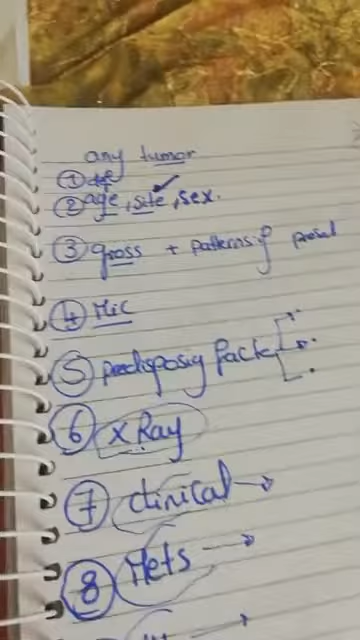 any tumor
① def
② age, site, sex.
③ gross + patterns of
④ Mic
⑤ predisposing factors
⑥ x Ray
⑦ clinical →
⑧ Mets →